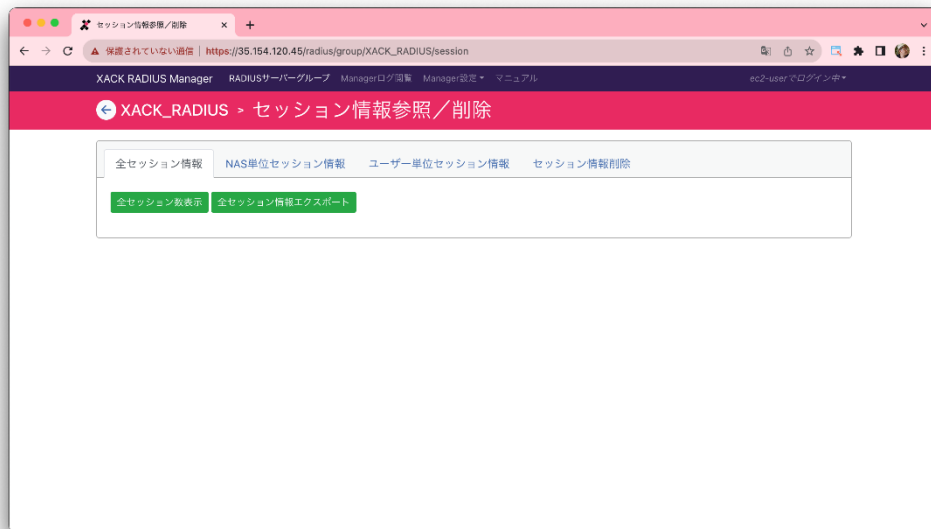 セッション情報参照／削除
保護されていない通信 | https://35.154.120.45/radius/group/XACK_RADIUS/session
XACK RADIUS Manager RADIUSサーバーグループ Managerログ閲覧 Manager設定 マニュアル ec2-userでログイン中
XACK_RADIUS > セッション情報参照／削除
全セッション情報 NAS単位セッション情報 ユーザー単位セッション情報 セッション情報削除
全セッション数表示 全セッション情報エクスポート